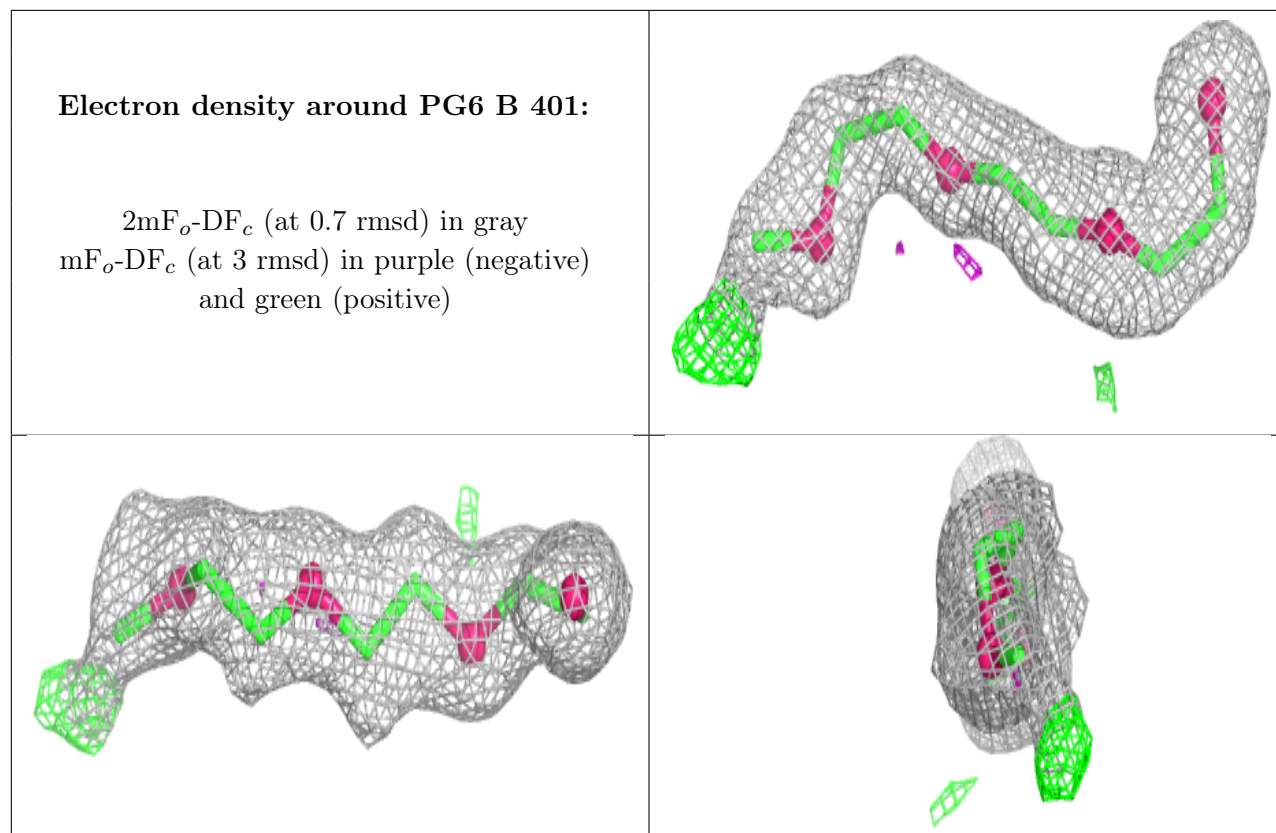 Electron density around PG6 B 401:
2mFₒ-DF𝒸 (at 0.7 rmsd) in gray
mFₒ-DF𝒸 (at 3 rmsd) in purple (negative)
and green (positive)